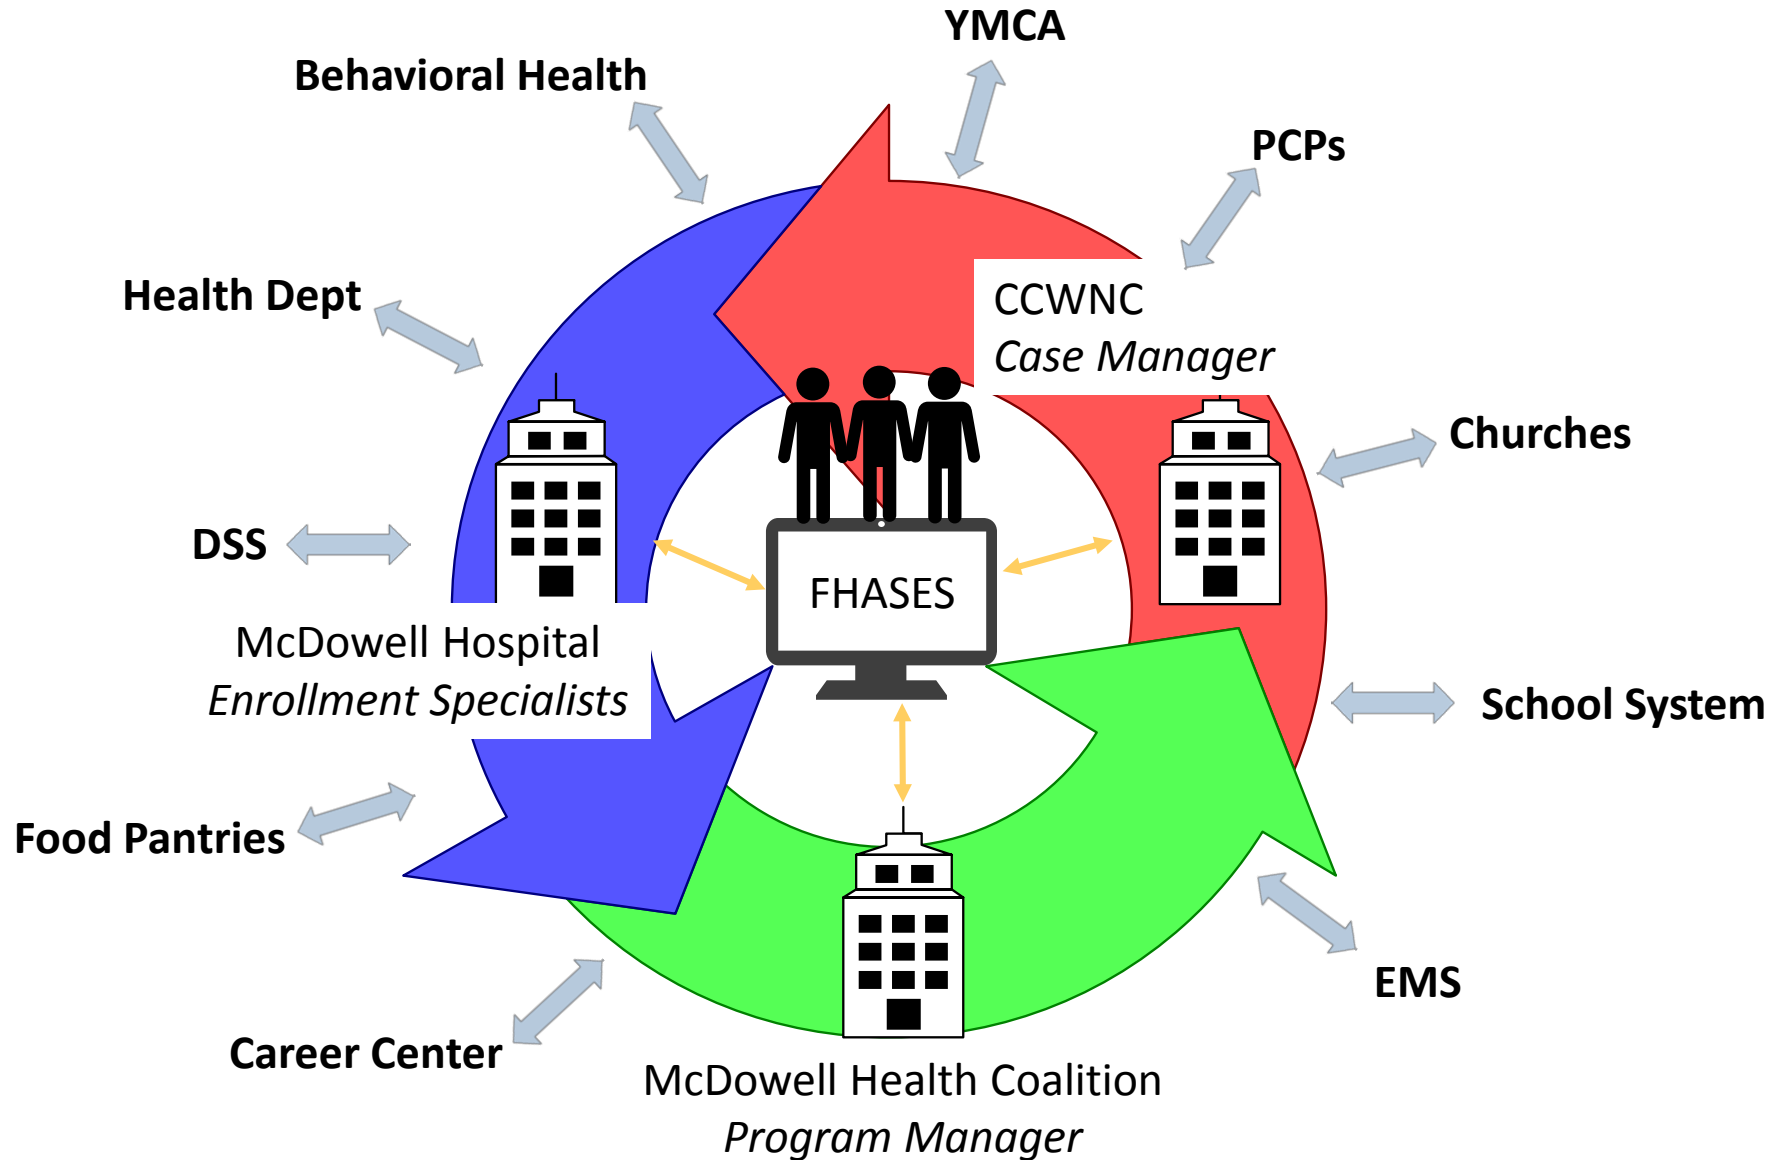 YMCA
Behavioral Health
PCPs
Health Dept
CCWNC
Case Manager
Churches
DSS
FHASES
McDowell Hospital
Enrollment Specialists
School System
Food Pantries
EMS
Career Center
McDowell Health Coalition
Program Manager